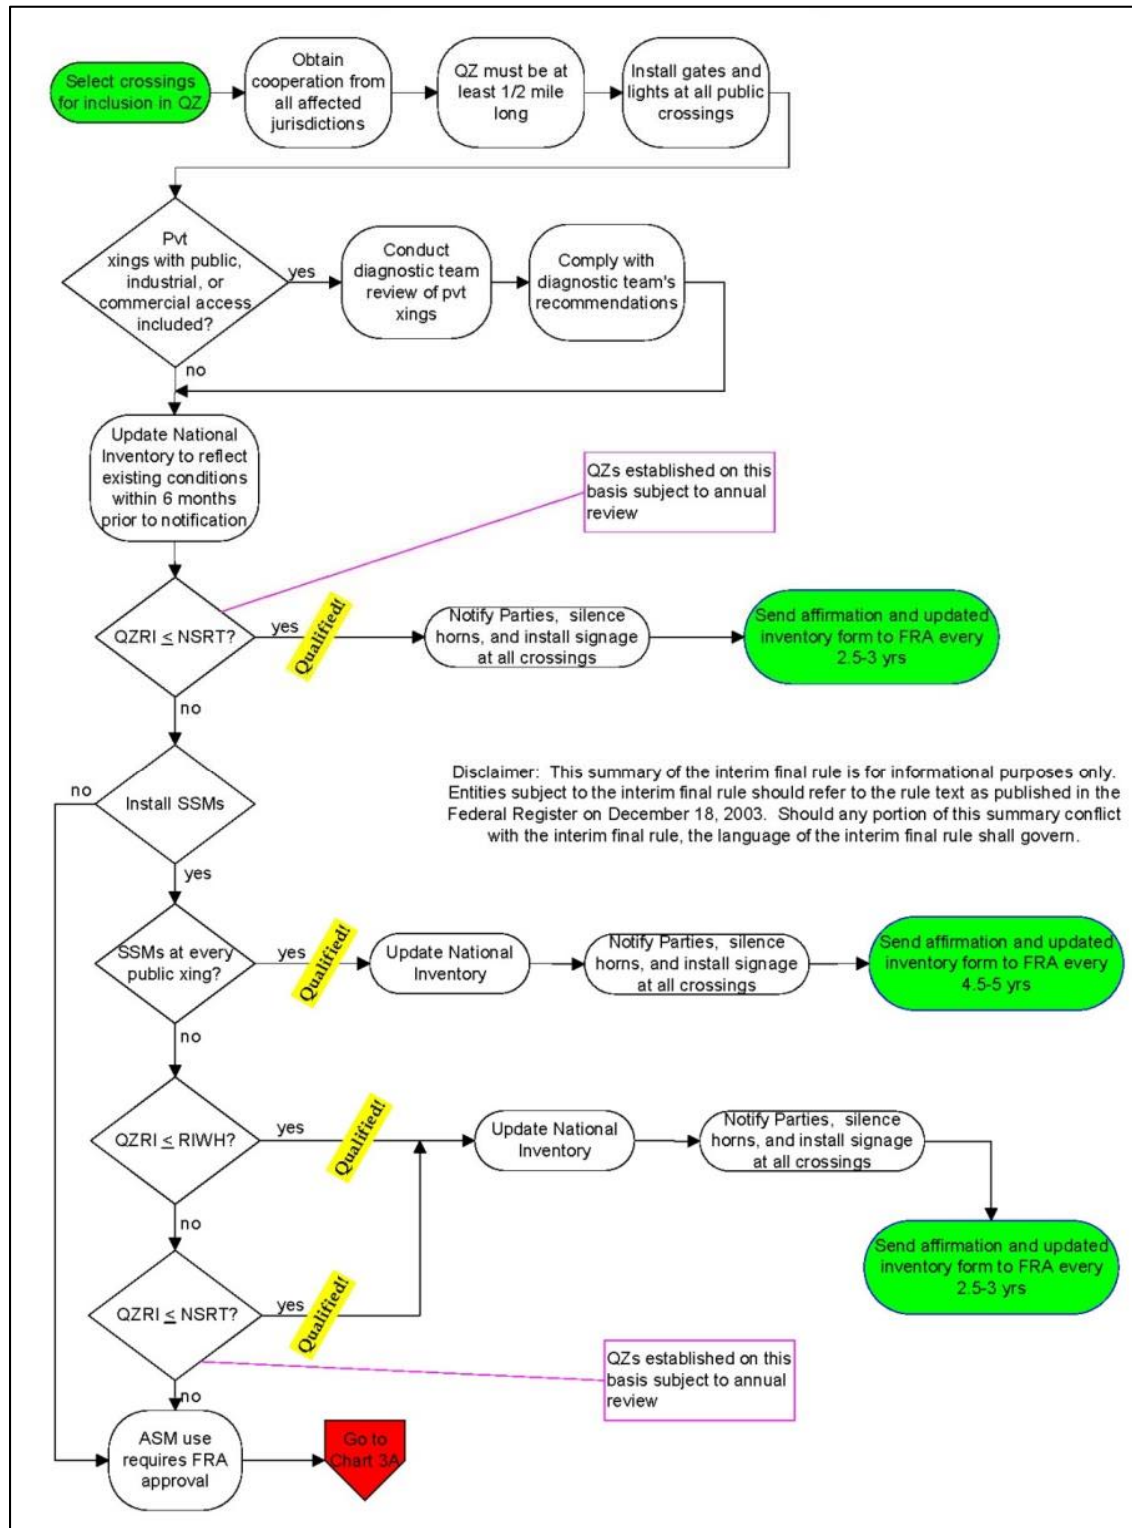 Select crossings
for inclusion in QZ
Obtain
cooperation from
all affected
jurisdictions
QZ must be at
least 1/2 mile
long
Install gates and
lights at all public
crossings
Pvt
xings with public,
industrial, or
commercial access
included?
yes
Conduct
diagnostic team
review of pvt
xings
Comply with
diagnostic team's
recommendations
no
Update National
Inventory to reflect
existing conditions
within 6 months
prior to notification
QZs established on this
basis subject to annual
review
QZRI ≤ NSRT?
yes
Qualified!
Notify Parties, silence
horns, and install signage
at all crossings
Send affirmation and updated
inventory form to FRA every
2.5-3 yrs
no
Install SSMs
no
Disclaimer: This summary of the interim final rule is for informational purposes only.
Entities subject to the interim final rule should refer to the rule text as published in the
Federal Register on December 18, 2003. Should any portion of this summary conflict
with the interim final rule, the language of the interim final rule shall govern.
yes
SSMs at every
public xing?
yes
Qualified!
Update National
Inventory
Notify Parties, silence
horns, and install signage
at all crossings
Send affirmation and updated
inventory form to FRA every
4.5-5 yrs
no
QZRI ≤ RIWH?
yes
Qualified!
Update National
Inventory
Notify Parties, silence
horns, and install signage
at all crossings
Send affirmation and updated
inventory form to FRA every
2.5-3 yrs
no
QZRI ≤ NSRT?
yes
Qualified!
QZs established on this
basis subject to annual
review
no
ASM use
requires FRA
approval
Go to
Chart 3A